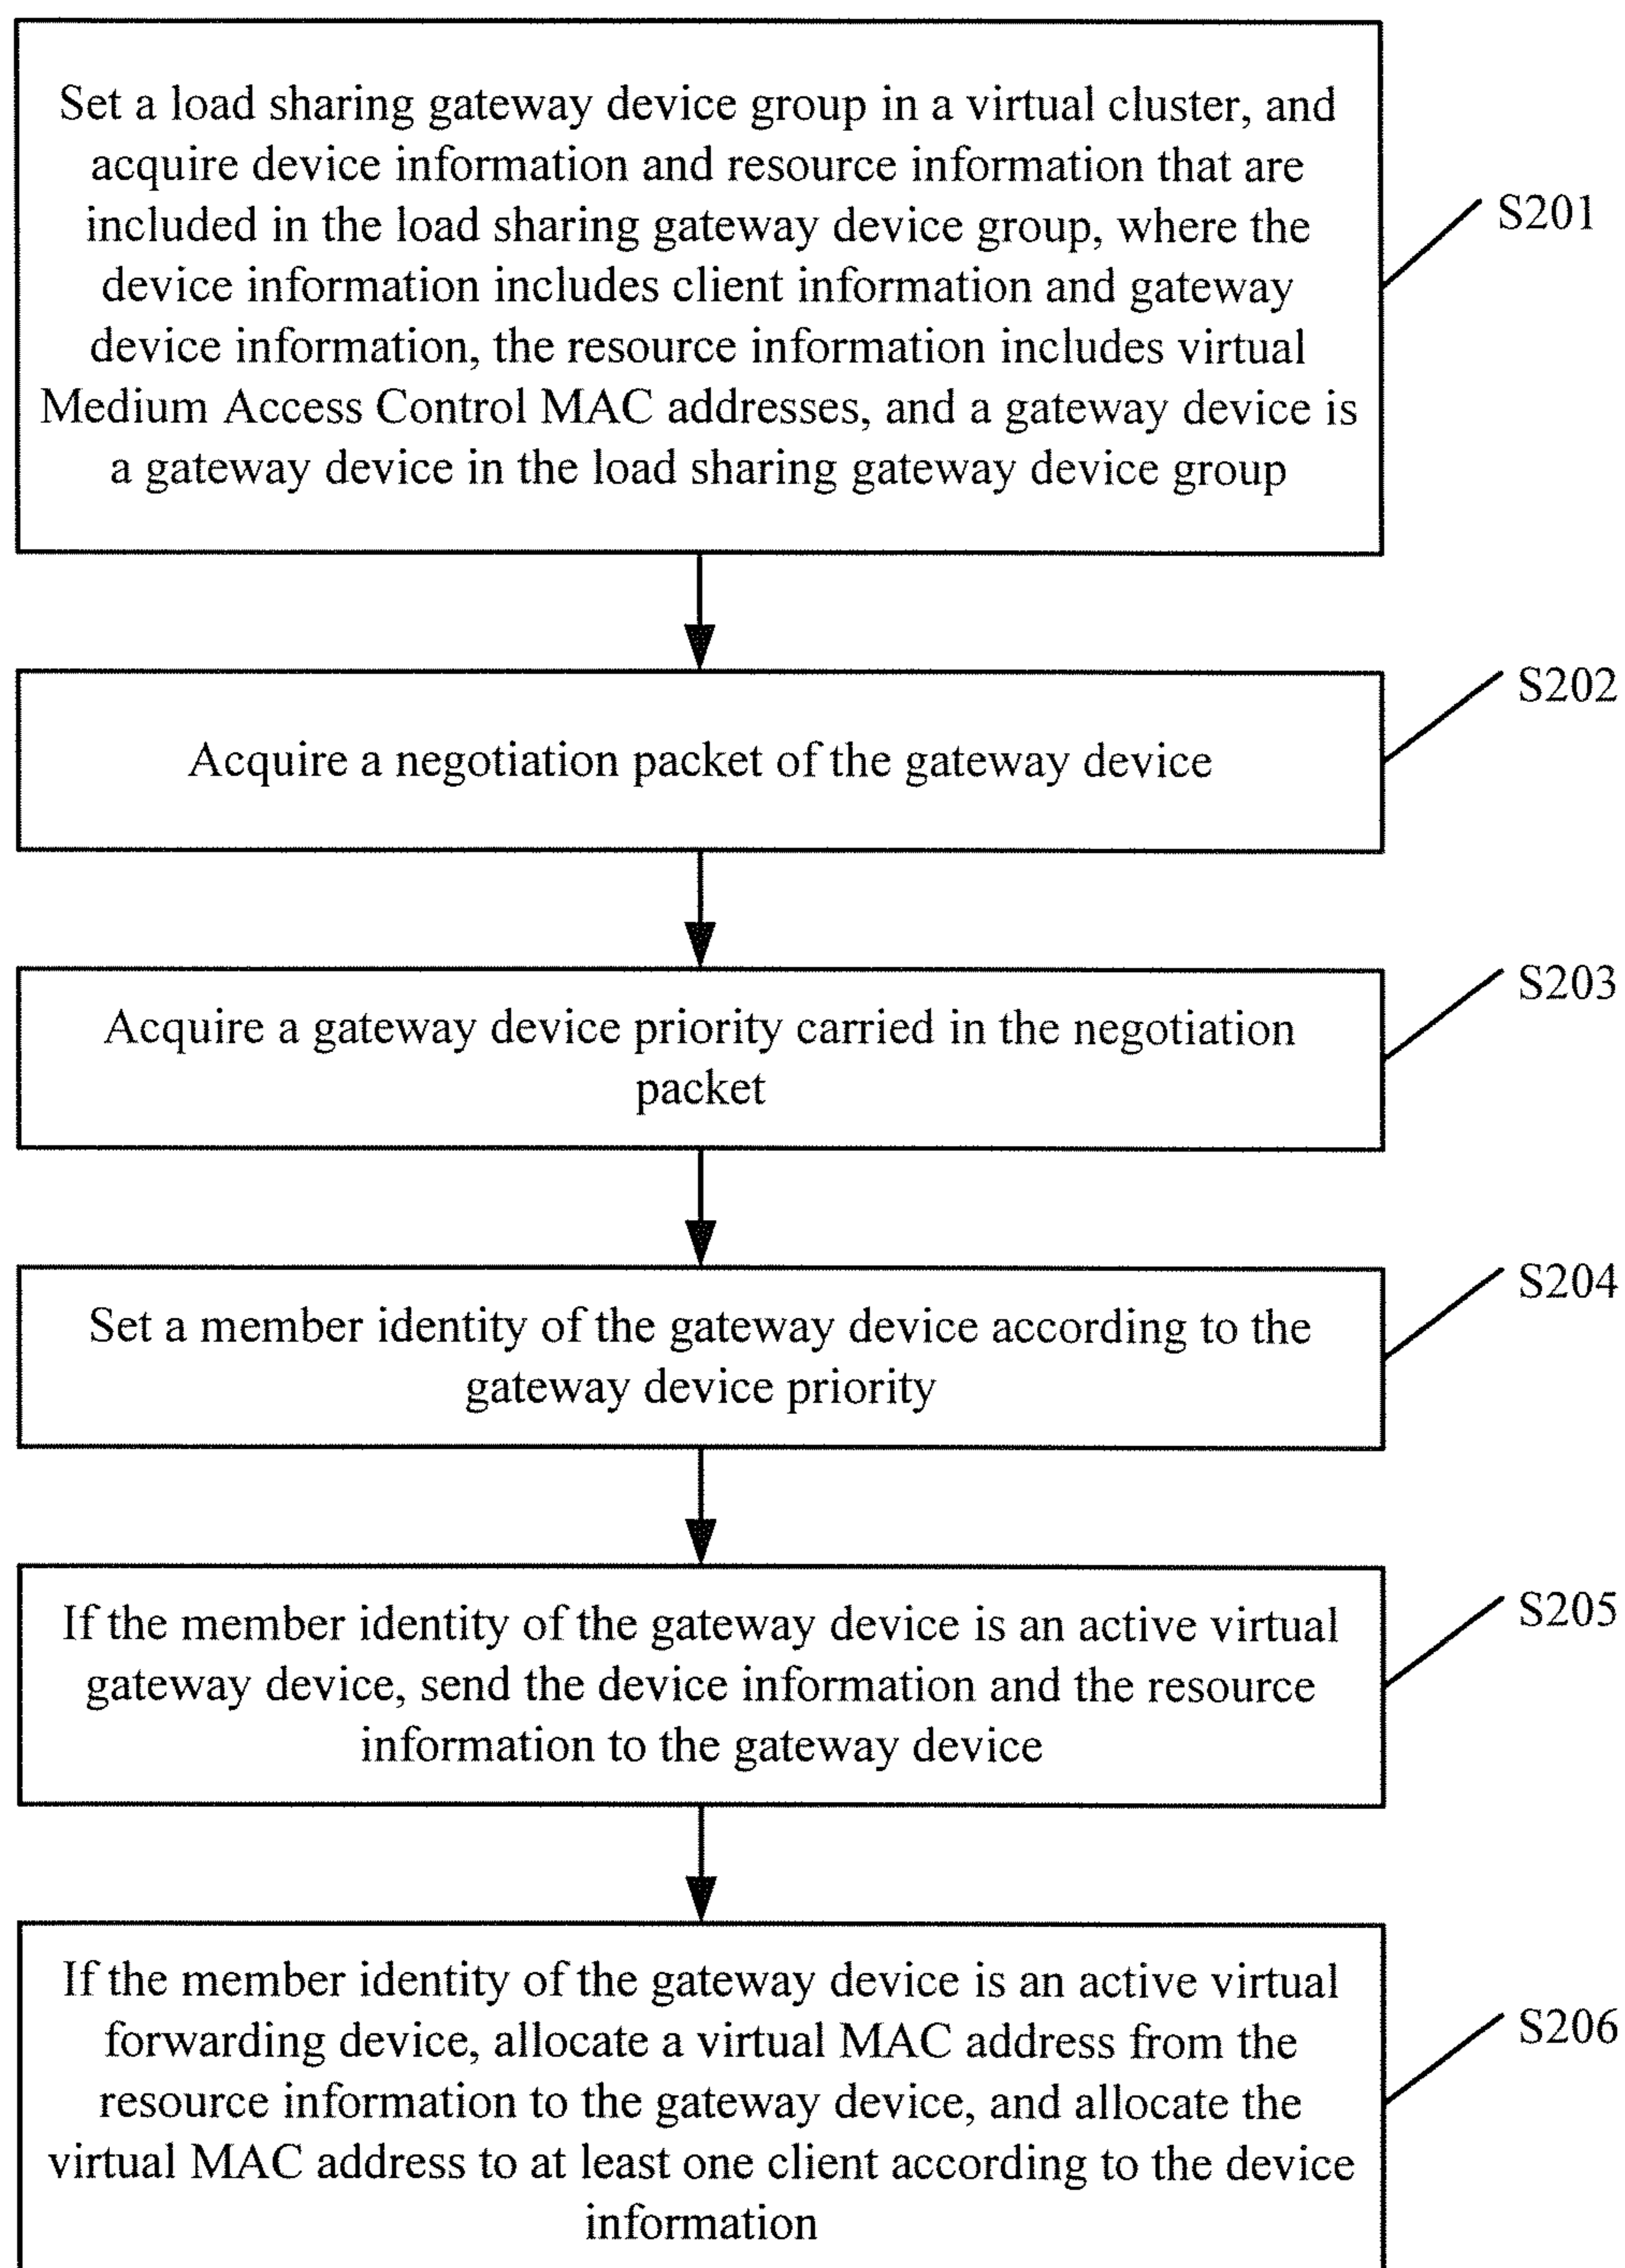 Set a load sharing gateway device group in a virtual cluster, and
acquire device information and resource information that are
included in the load sharing gateway device group, where the
device information includes client information and gateway
device information, the resource information includes virtual
Medium Access Control MAC addresses, and a gateway device is
a gateway device in the load sharing gateway device group
S201
Acquire a negotiation packet of the gateway device
S202
Acquire a gateway device priority carried in the negotiation
packet
S203
Set a member identity of the gateway device according to the
gateway device priority
S204
If the member identity of the gateway device is an active virtual
gateway device, send the device information and the resource
information to the gateway device
S205
If the member identity of the gateway device is an active virtual
forwarding device, allocate a virtual MAC address from the
resource information to the gateway device, and allocate the
virtual MAC address to at least one client according to the device
information
S206